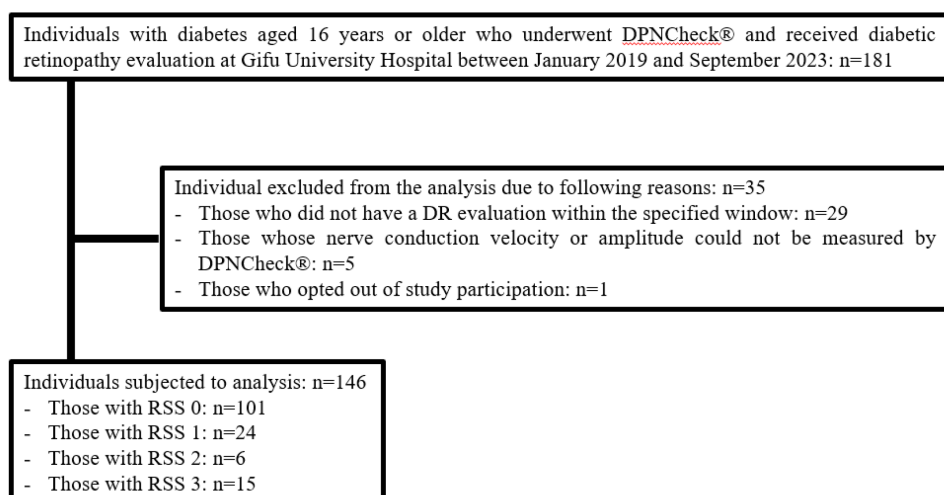 Individuals with diabetes aged 16 years or older who underwent DPNCheck® and received diabetic
retinopathy evaluation at Gifu University Hospital between January 2019 and September 2023: n=181
Individual excluded from the analysis due to following reasons: n=35
- Those who did not have a DR evaluation within the specified window: n=29
- Those whose nerve conduction velocity or amplitude could not be measured by
DPNCheck®: n=5
- Those who opted out of study participation: n=1
Individuals subjected to analysis: n=146
- Those with RSS 0: n=101
- Those with RSS 1: n=24
- Those with RSS 2: n=6
- Those with RSS 3: n=15